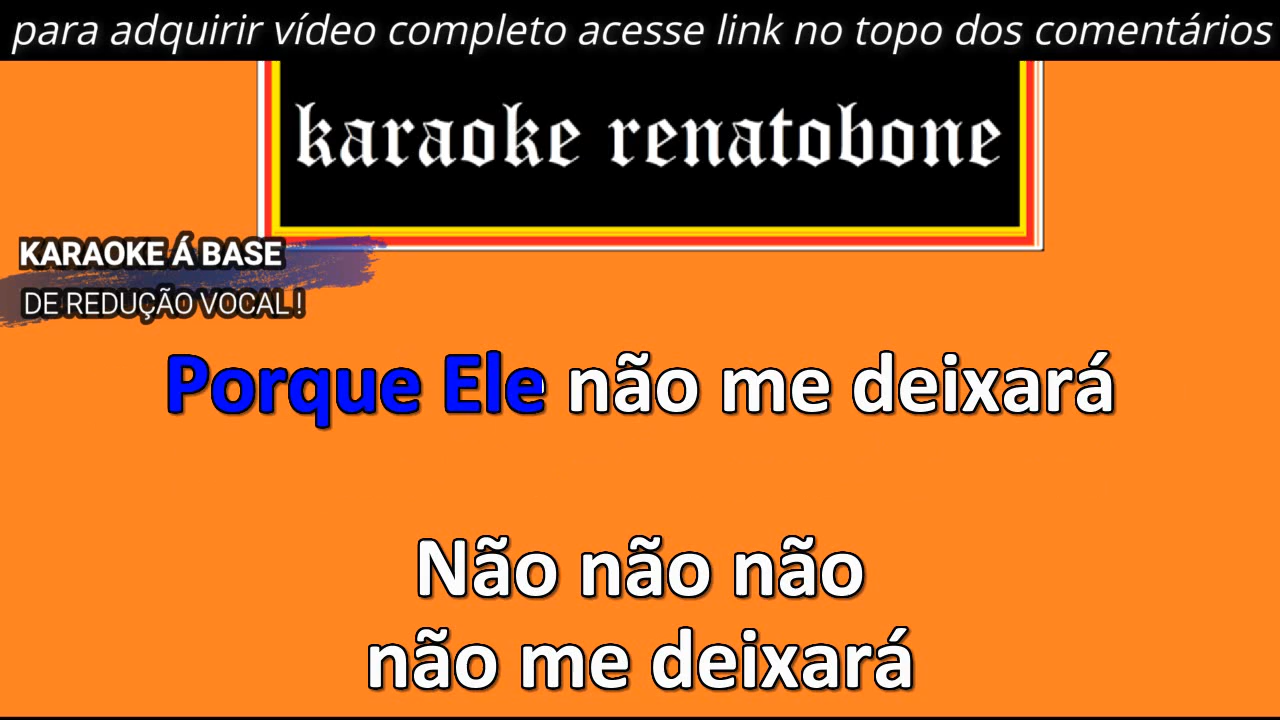 para adquirir vídeo completo acesse link no topo dos comentários
karaoke renatobone
KARAOKE Á BASE
DE REDUÇÃO VOCAL !
Porque Ele não me deixará
Não não não
não me deixará